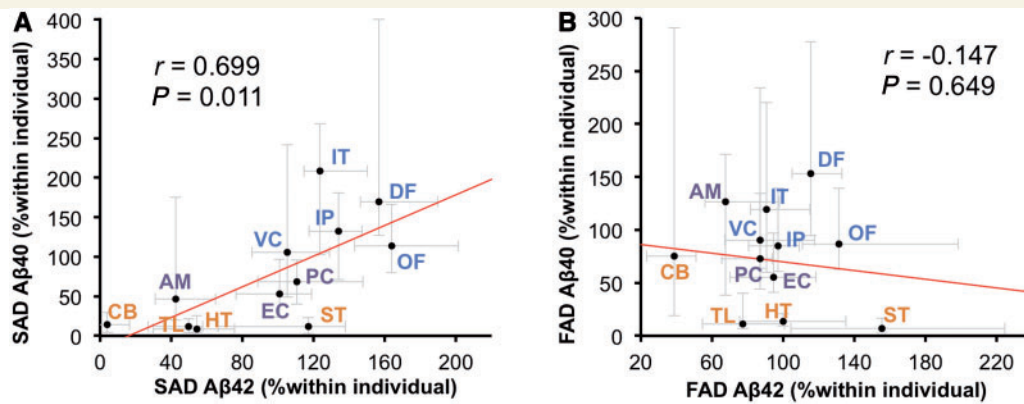 A
SAD Aβ40 (%within individual)
400
350
300
250
200
150
100
50
0
r = 0.699
P = 0.011
IT
DF
IP
VC
OF
AM
PC
EC
CB
TL
HT
ST
0 40 80 120 160 200
SAD Aβ42 (%within individual)
B
FAD Aβ40 (%within individual)
300
250
200
150
100
50
0
r = -0.147
P = 0.649
DF
AM
IT
VC
IP
OF
CB
PC
EC
TL
HT
ST
20 60 100 140 180 220
FAD Aβ42 (%within individual)